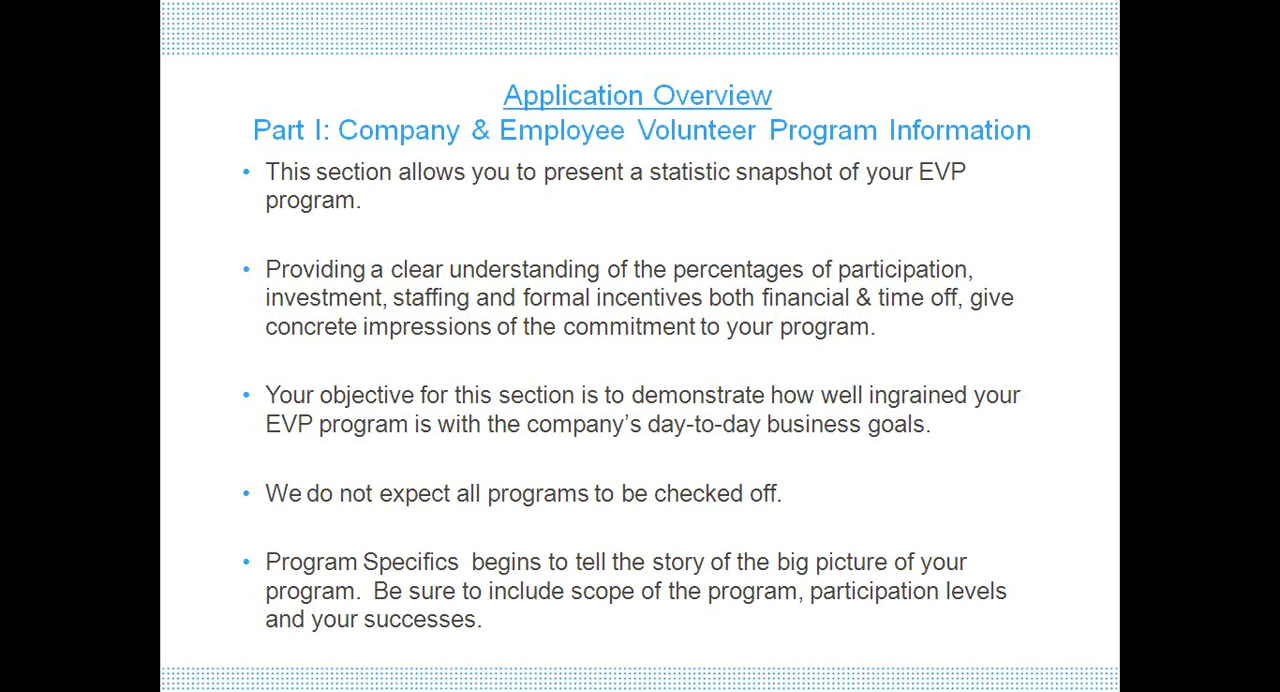 Application Overview
Part I: Company & Employee Volunteer Program Information
• This section allows you to present a statistic snapshot of your EVP
program.
• Providing a clear understanding of the percentages of participation,
investment, staffing and formal incentives both financial & time off, give
concrete impressions of the commitment to your program.
• Your objective for this section is to demonstrate how well ingrained your
EVP program is with the company’s day-to-day business goals.
• We do not expect all programs to be checked off.
• Program Specifics  begins to tell the story of the big picture of your
program.  Be sure to include scope of the program, participation levels
and your successes.